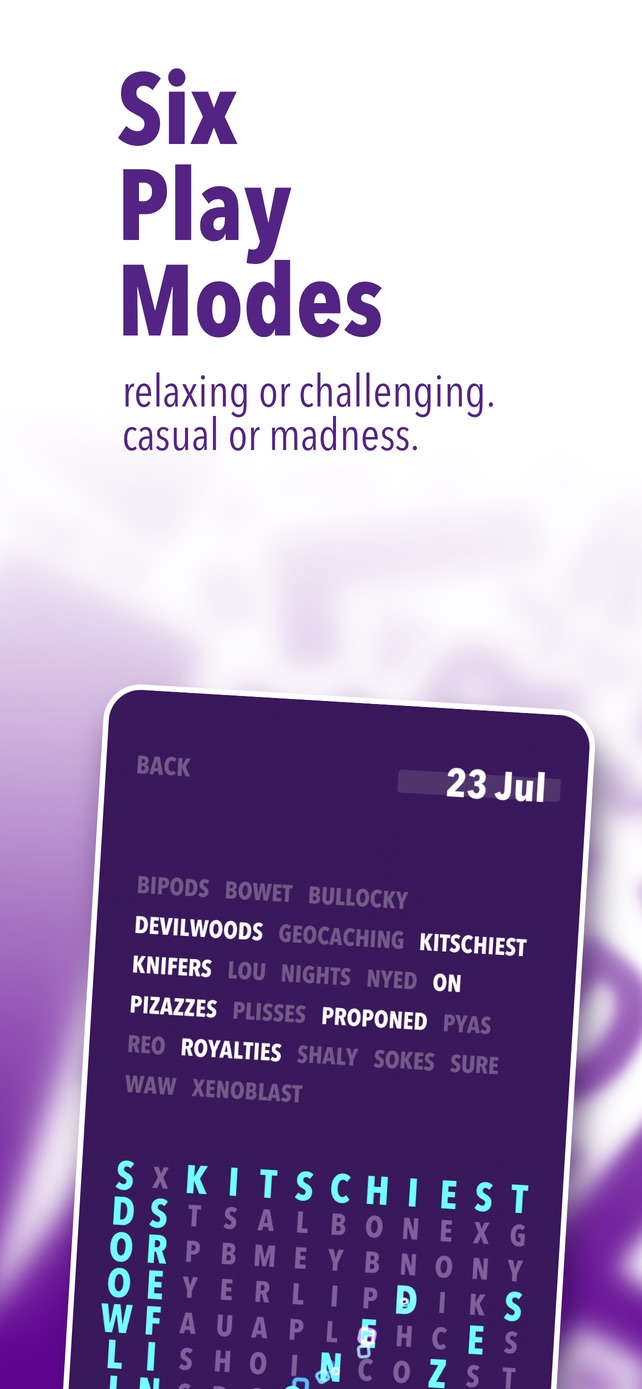 Six
Play
Modes
relaxing or challenging.
casual or madness.
BACK
23 Jul
BIPODS BOWET BULLOCKY
DEVILWOODS GEOCACHING KITSCHIEST
KNIFERS LOU NIGHTS NYED ON
PIZAZZES PLISSES PROPONED PYAS
REO ROYALTIES SHALY SOKES SURE
WAW XENOBLAST
S X K I T S C H I E S T
D S T S A L B O N E X G
O R P B M E Y B N O N Y
O E Y E R L I P D I K S
W F A U A P L E H C E S
L I S H O I N C O Z S T